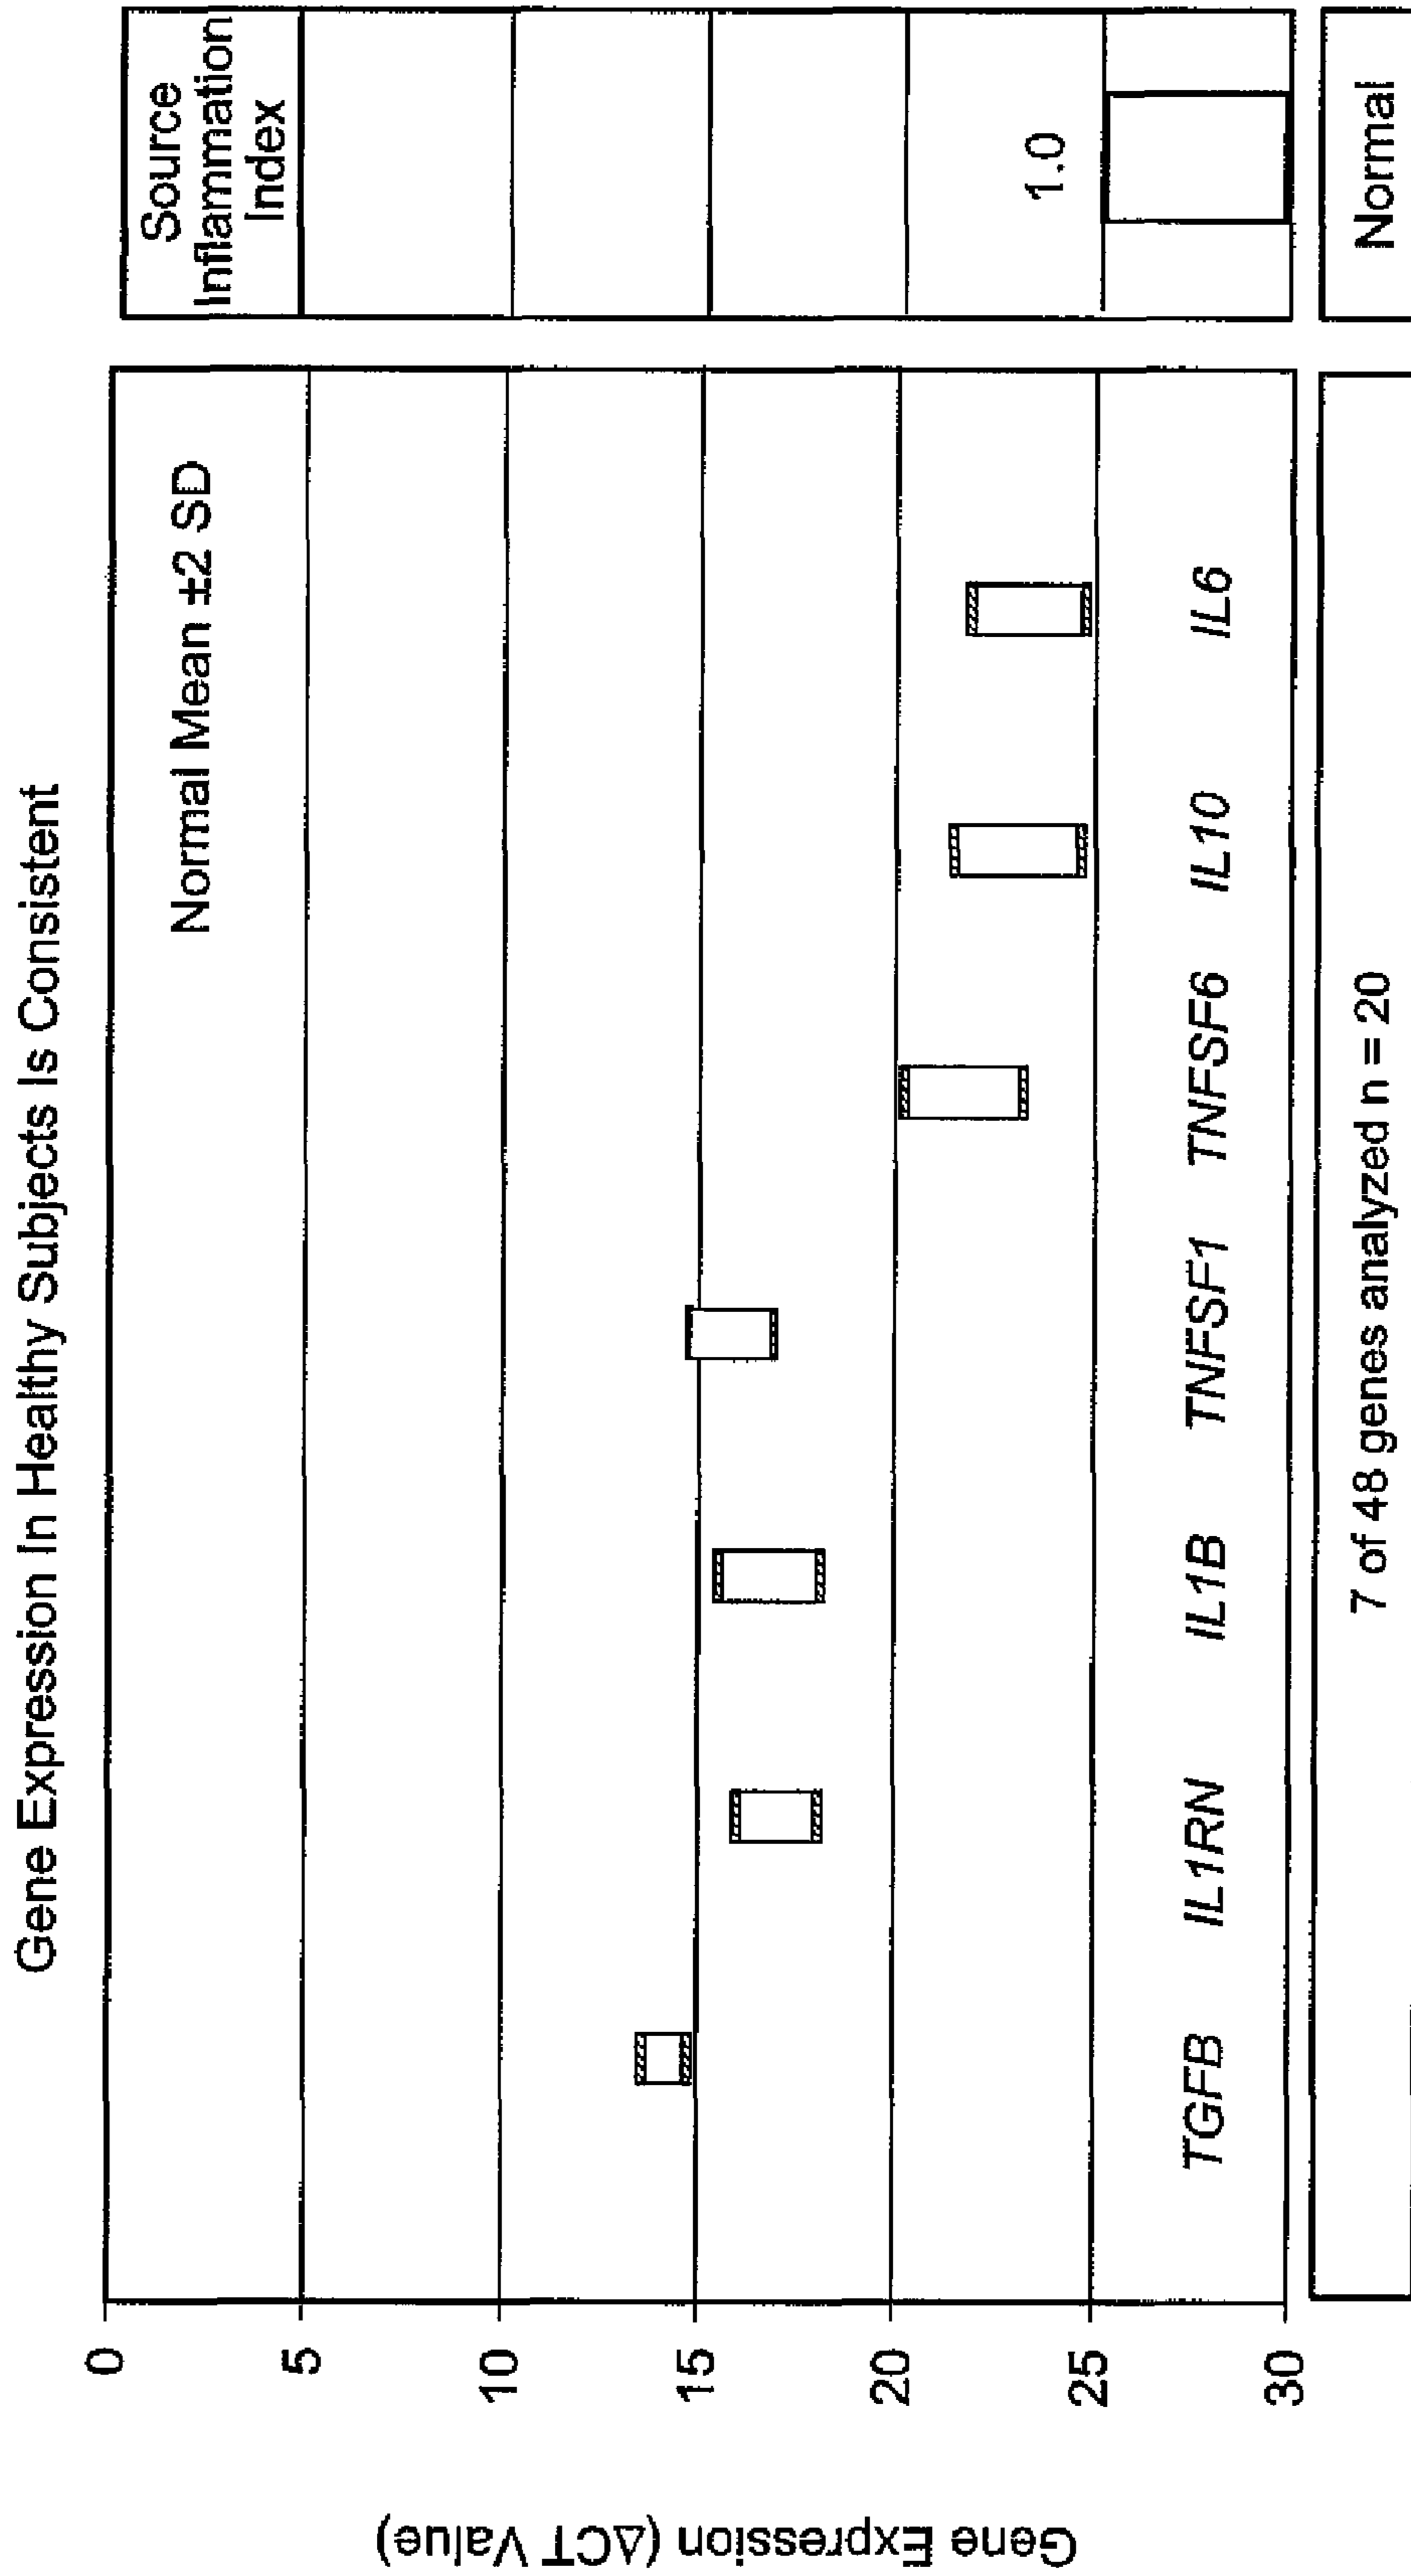 Gene Expression In Healthy Subjects Is Consistent
Gene Expression (ΔCT Value)
0
5
10
15
20
25
30
Normal Mean ±2 SD
TGFB IL1RN IL1B TNFSF1 TNFSF6 IL10 IL6
7 of 48 genes analyzed n = 20
Source
Inflammation
Index
1.0
Normal